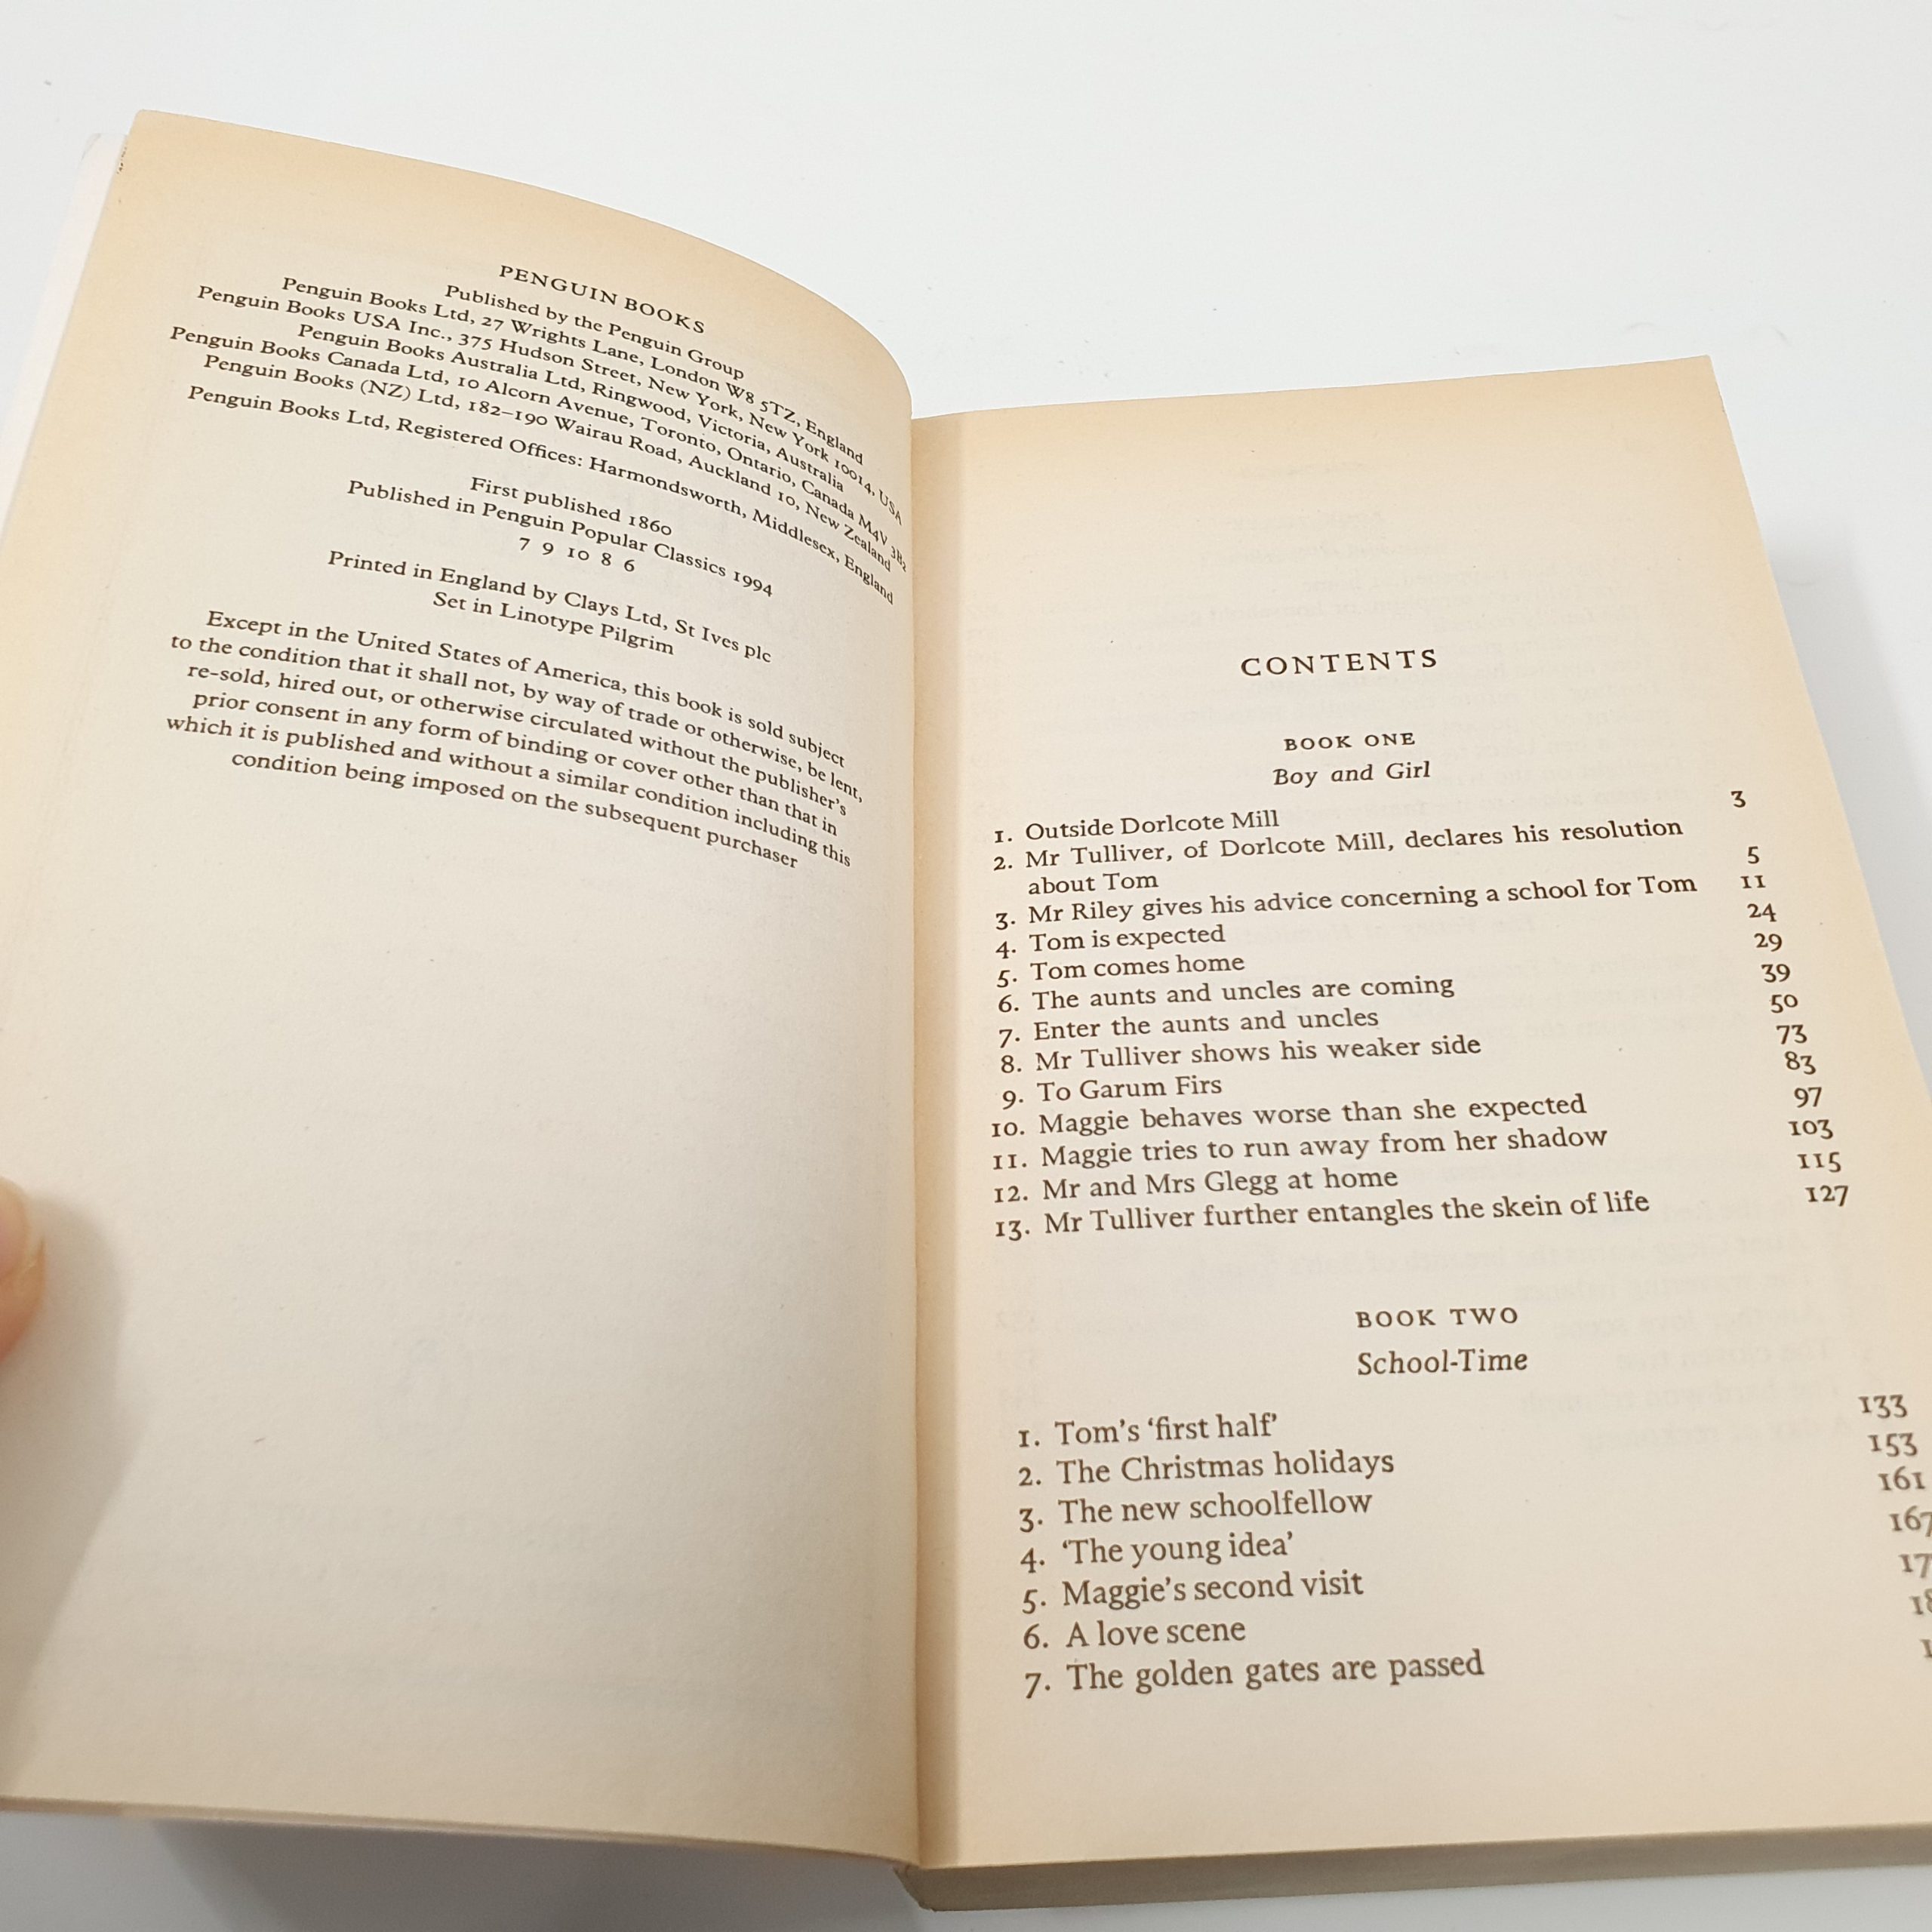 PENGUIN BOOKS
Published by the Penguin Group
Penguin Books Ltd, 27 Wrights Lane, London W8 5TZ, England
Penguin Books USA Inc., 375 Hudson Street, New York, New York 10014, USA
Penguin Books Australia Ltd, Ringwood, Victoria, Australia
Penguin Books Canada Ltd, 10 Alcorn Avenue, Toronto, Ontario, Canada M4V 3B2
Penguin Books (NZ) Ltd, 182–190 Wairau Road, Auckland 10, New Zealand
Penguin Books Ltd, Registered Offices: Harmondsworth, Middlesex, England
First published 1860
Published in Penguin Popular Classics 1994
7 9 10 8 6
Printed in England by Clays Ltd, St Ives plc
Set in Linotype Pilgrim
Except in the United States of America, this book is sold subject
to the condition that it shall not, by way of trade or otherwise, be lent,
re-sold, hired out, or otherwise circulated without the publisher's
prior consent in any form of binding or cover other than that in
which it is published and without a similar condition including this
condition being imposed on the subsequent purchaser
CONTENTS
BOOK ONE
Boy and Girl
1. Outside Dorlcote Mill 3
2. Mr Tulliver, of Dorlcote Mill, declares his resolution
about Tom 5
3. Mr Riley gives his advice concerning a school for Tom 11
4. Tom is expected 24
5. Tom comes home 29
6. The aunts and uncles are coming 39
7. Enter the aunts and uncles 50
8. Mr Tulliver shows his weaker side 73
9. To Garum Firs 83
10. Maggie behaves worse than she expected 97
11. Maggie tries to run away from her shadow 103
12. Mr and Mrs Glegg at home 115
13. Mr Tulliver further entangles the skein of life 127
BOOK TWO
School-Time
1. Tom's 'first half' 133
2. The Christmas holidays 153
3. The new schoolfellow 161
4. 'The young idea' 167
5. Maggie's second visit
6. A love scene
7. The golden gates are passed